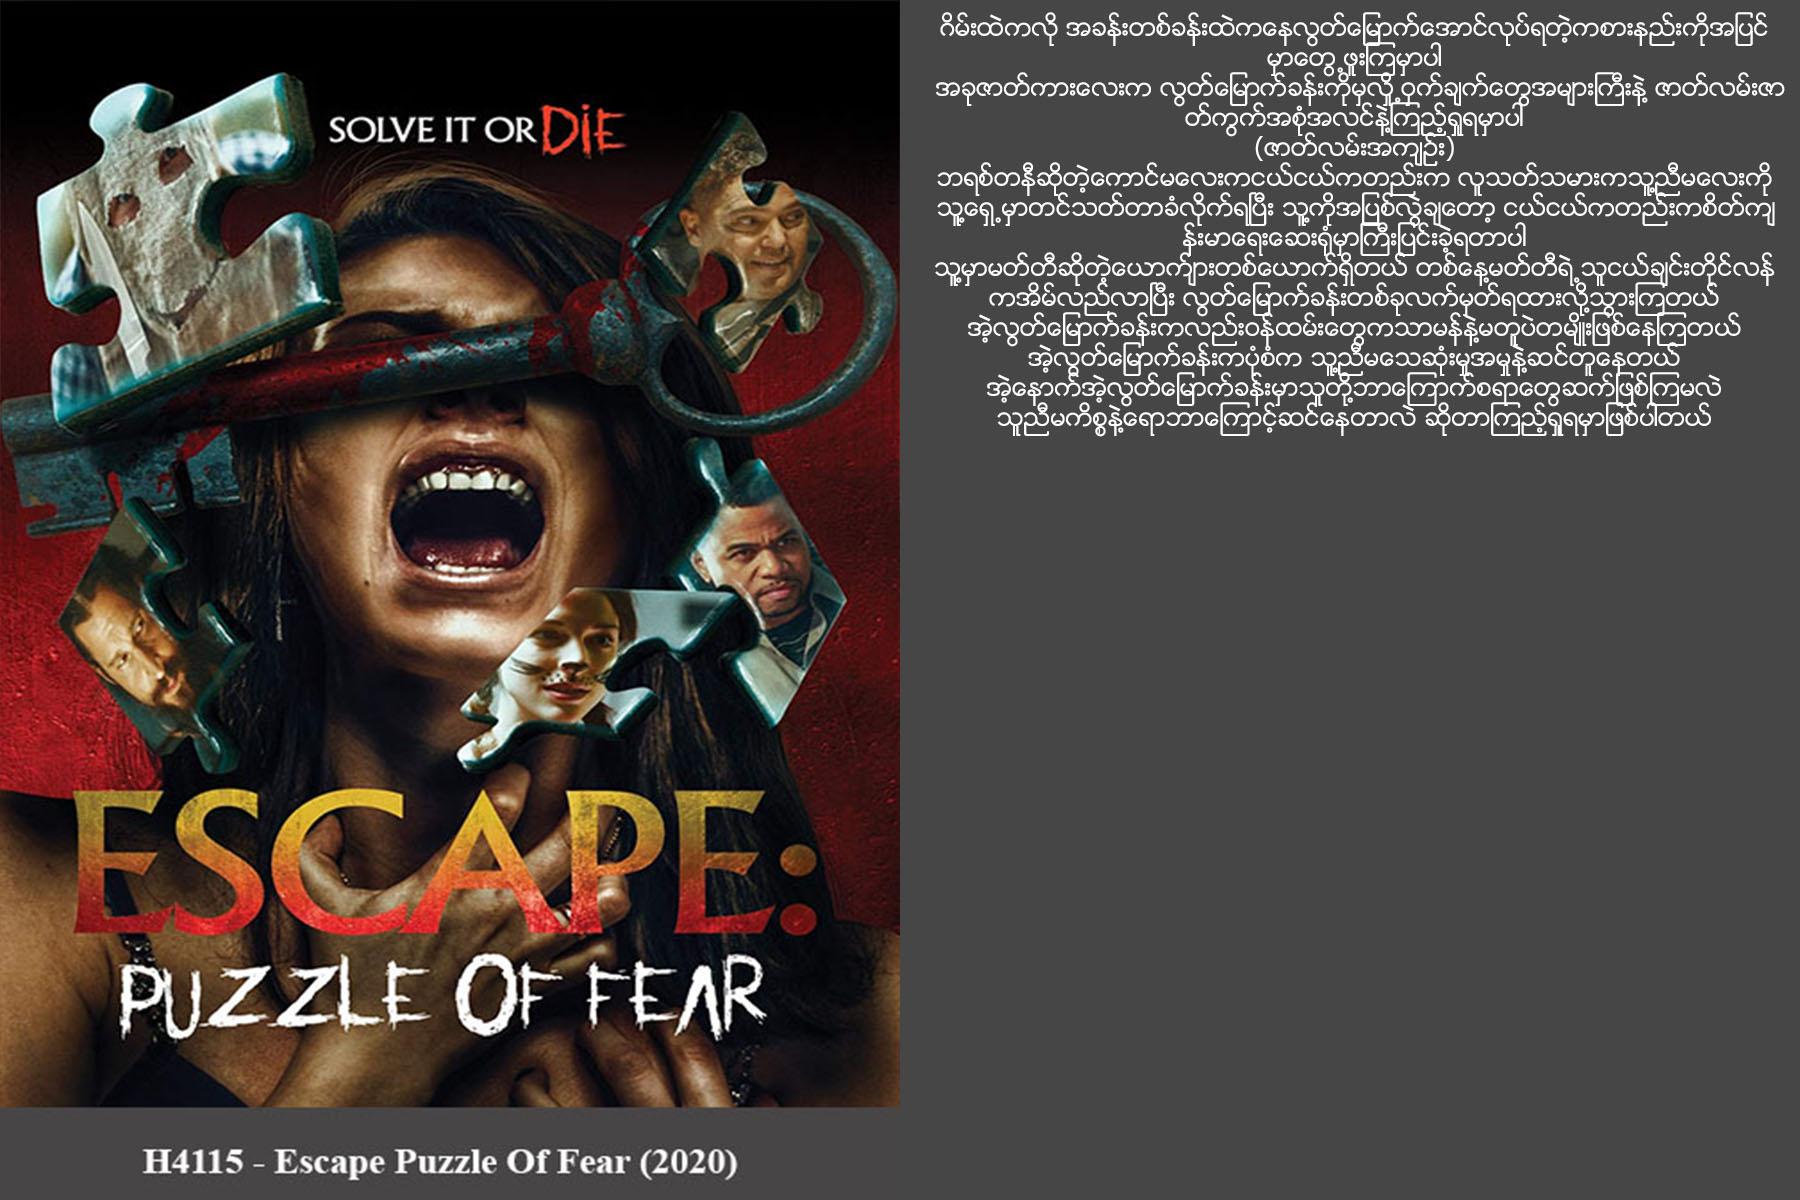 SOLVE IT OR DIE
ESCAPE:
PUZZLE OF FEAR
H4115 - Escape Puzzle Of Fear (2020)
ဂိမ်းထဲကလို အခန်းတစ်ခန်းထဲကနေလွတ်မြောက်အောင်လုပ်ရတဲ့ကစားနည်းကိုအပြင်
မှာတွေ့ဖူးကြမှာပါ
အခုဇာတ်ကားလေးက လွတ်မြောက်ခန်းကိုမှလှို့ဝှက်ချက်တွေအများကြီးနဲ့ ဇာတ်လမ်းဇာ
တ်ကွက်အစုံအလင်နဲ့ကြည့်ရှုရမှာပါ
(ဇာတ်လမ်းအကျဉ်း)
ဘရစ်တနီဆိုတဲ့ကောင်မလေးကငယ်ငယ်ကတည်းက လူသတ်သမားကသူ့ညီမလေးကို
သူ့ရှေ့မှာတင်သတ်တာခံလိုက်ရပြီး သူ့ကိုအပြစ်လွှဲချတော့ ငယ်ငယ်ကတည်းကစိတ်ကျ
န်းမာရေးဆေးရုံမှာကြီးပြင်းခဲ့ရတာပါ
သူ့မှာမတ်တီဆိုတဲ့ယောကျ်ားတစ်ယောက်ရှိတယ် တစ်နေ့မတ်တီရဲ့သူငယ်ချင်းတိုင်လန်
ကအိမ်လည်လာပြီး လွတ်မြောက်ခန်းတစ်ခုလက်မှတ်ရထားလို့သွားကြတယ်
အဲ့လွတ်မြောက်ခန်းကလည်းဝန်ထမ်းတွေကသာမန်နဲ့မတူပဲတမျိုးဖြစ်နေကြတယ်
အဲ့လွတ်မြောက်ခန်းကပုံစံက သူ့ညီမသေဆုံးမှုအမှုနဲ့ဆင်တူနေတယ်
အဲ့နောက်အဲ့လွတ်မြောက်ခန်းမှာသူတို့ဘာကြောက်စရာတွေဆက်ဖြစ်ကြမလဲ
သူညီမကိစ္စနဲ့ရောဘာကြောင့်ဆင်နေတာလဲ ဆိုတာကြည့်ရှုရမှာဖြစ်ပါတယ်